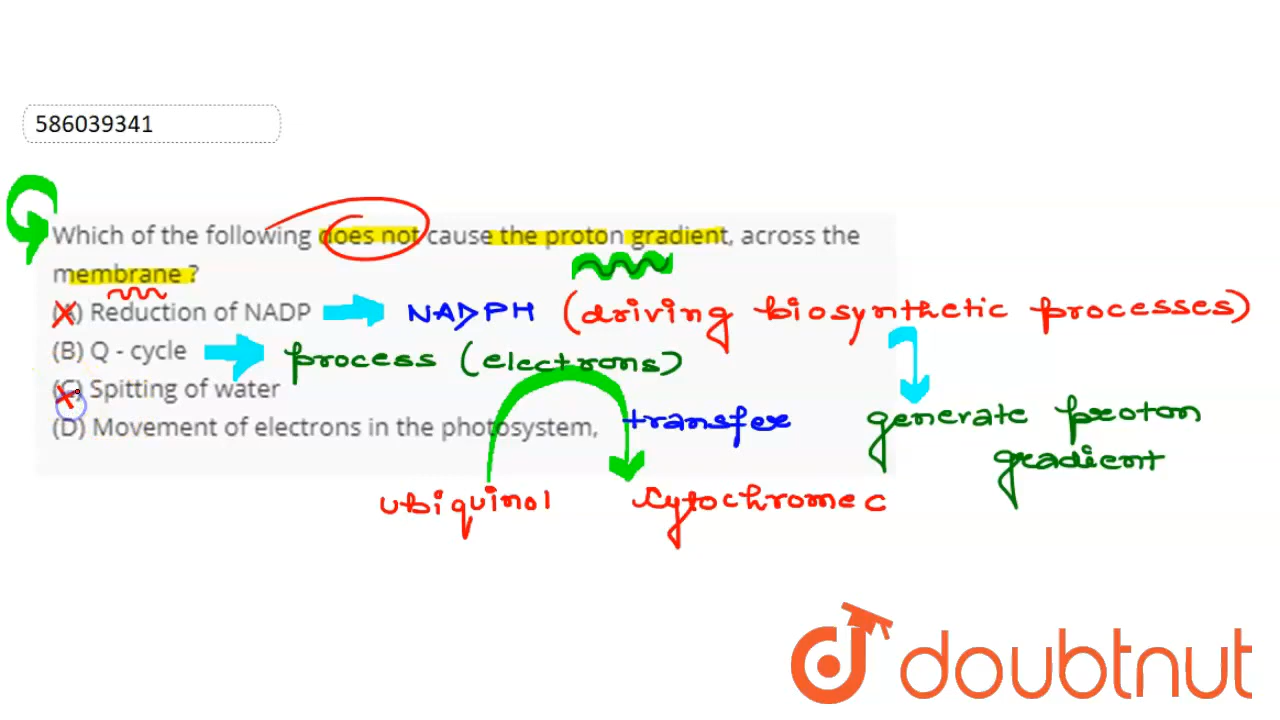 586039341
Which of the following does not cause the proton gradient, across the
membrane ?
(A) Reduction of NADP NADPH (driving biosynthetic processes)
(B) Q - cycle process (electrons)
(C) Spitting of water
(D) Movement of electrons in the photosystem, transfer generate proton
gradient
ubiquinol Cytochromec
doubtnut